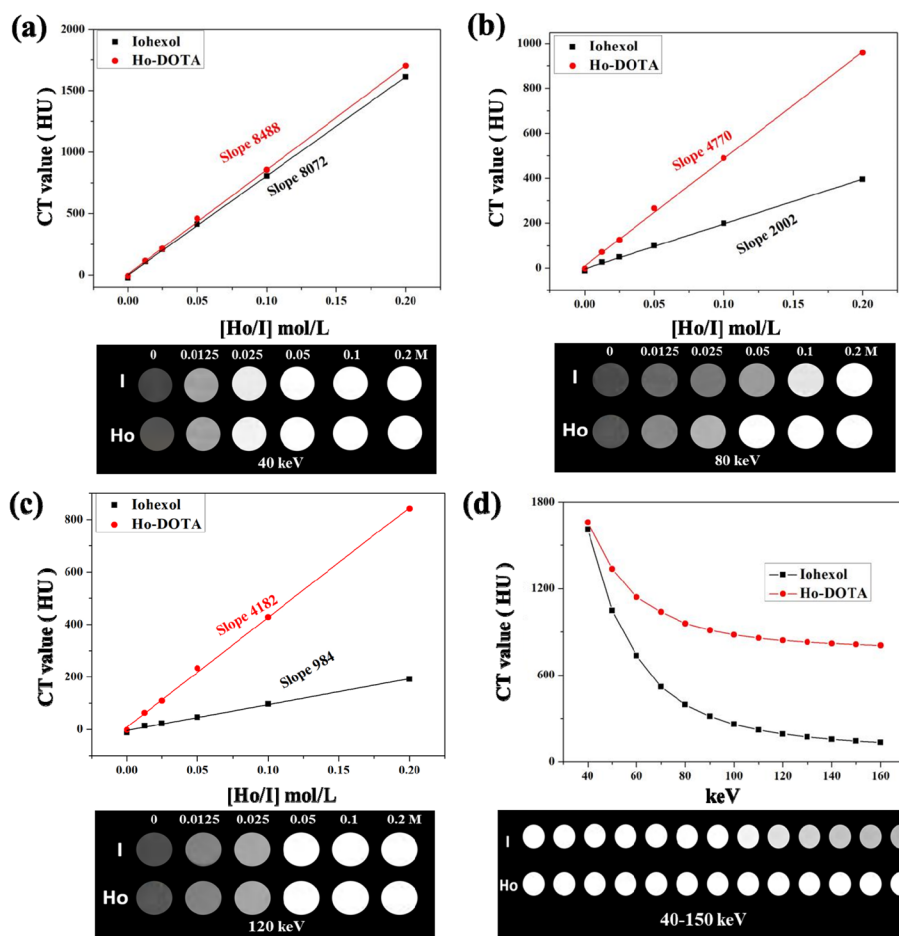 (a)
Iohexol
Ho-DOTA
CT value ( HU )
2000
1500
1000
500
0
Slope 8488
Slope 8072
0.00 0.05 0.10 0.15 0.20
[Ho/I] mol/L
0 0.0125 0.025 0.05 0.1 0.2 M
I
Ho
40 keV
(b)
Iohexol
Ho-DOTA
CT value ( HU )
1000
800
600
400
200
0
Slope 4770
Slope 2002
0.00 0.05 0.10 0.15 0.20
[Ho/I] mol/L
0 0.0125 0.025 0.05 0.1 0.2 M
I
Ho
80 keV
(c)
Iohexol
Ho-DOTA
CT value ( HU )
800
600
400
200
0
Slope 4182
Slope 984
0.00 0.05 0.10 0.15 0.20
[Ho/I] mol/L
0 0.0125 0.025 0.05 0.1 0.2 M
I
Ho
120 keV
(d)
Iohexol
Ho-DOTA
CT value ( HU )
1800
1200
600
0
40 60 80 100 120 140 160
keV
I
Ho
40-150 keV